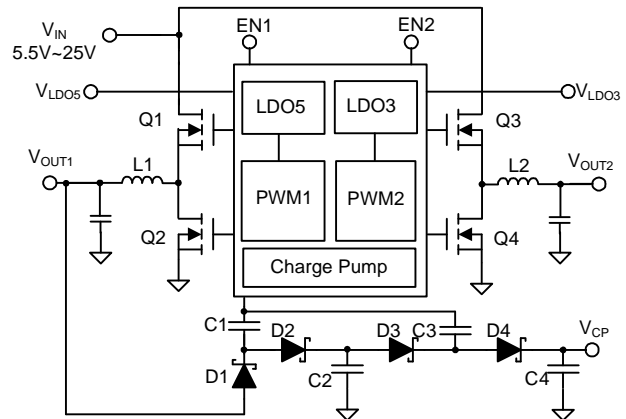 VIN
5.5V~25V
EN1
EN2
VLDO5
VLDO3
LDO5
LDO3
Q1
Q3
VOUT1
L1
L2
VOUT2
PWM1
PWM2
Q2
Q4
Charge Pump
C1
D2
D3
C3
D4
VCP
D1
C2
C4